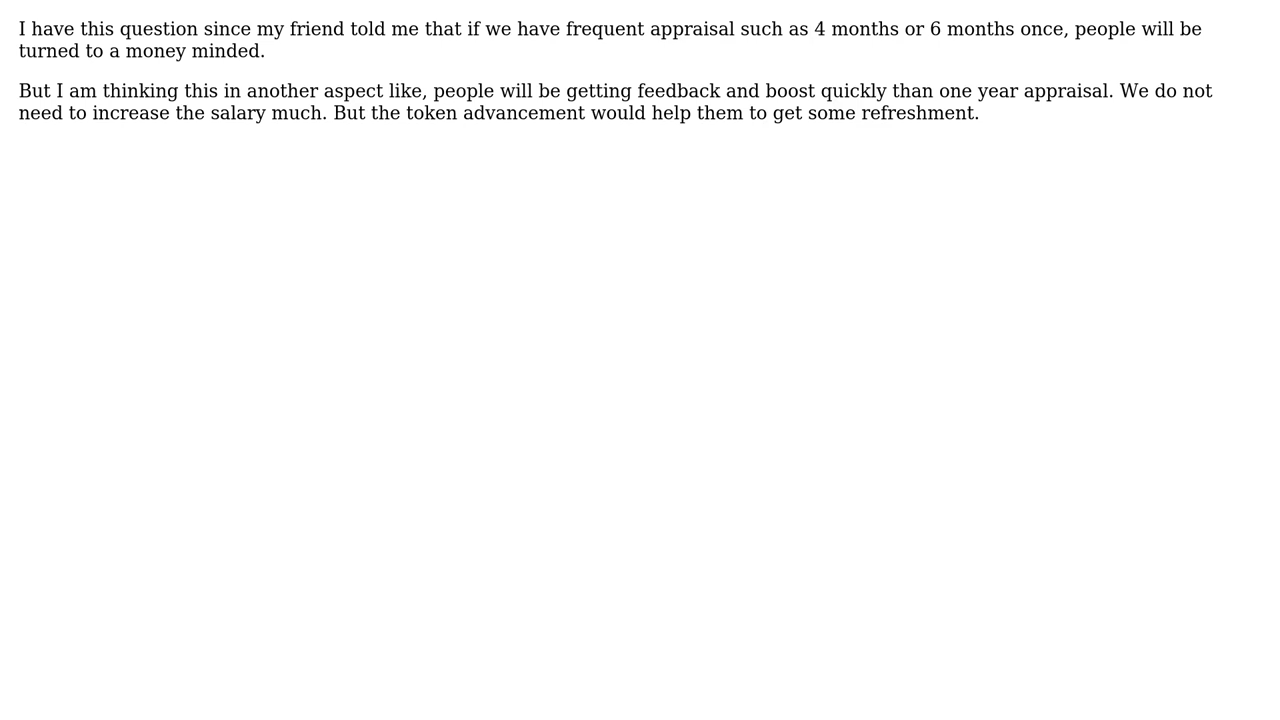 I have this question since my friend told me that if we have frequent appraisal such as 4 months or 6 months once, people will be
turned to a money minded.
But I am thinking this in another aspect like, people will be getting feedback and boost quickly than one year appraisal. We do not
need to increase the salary much. But the token advancement would help them to get some refreshment.